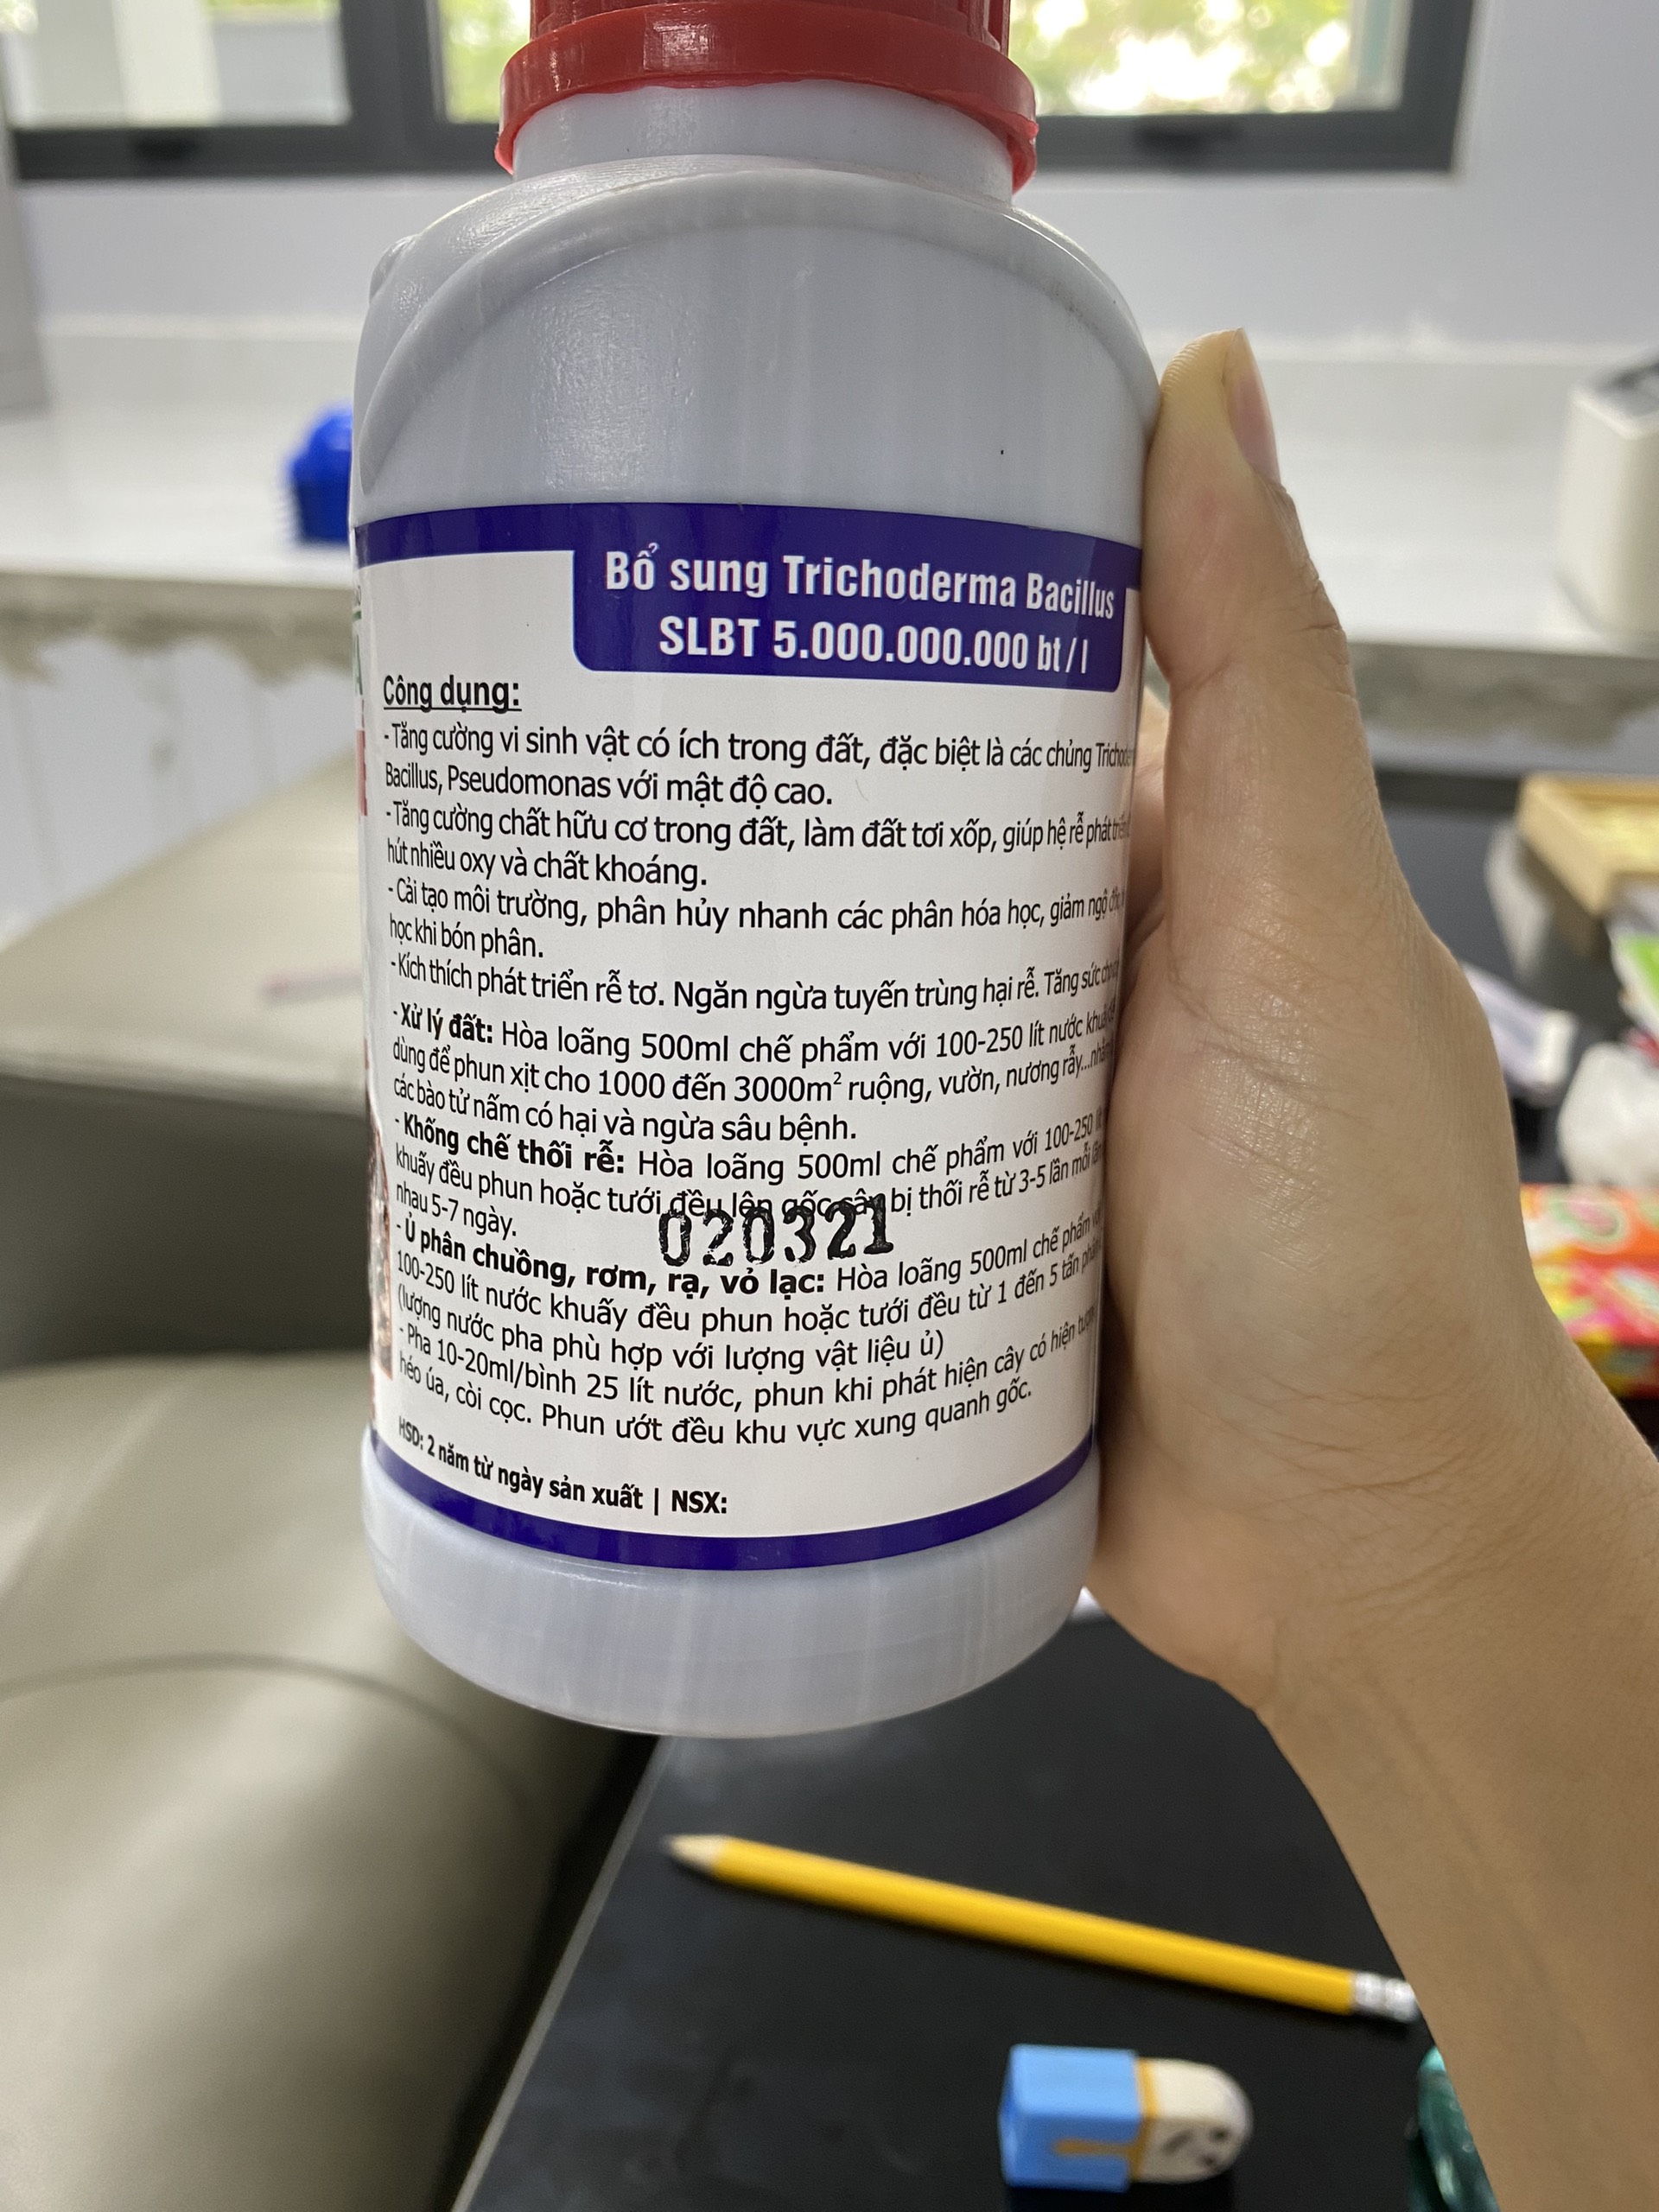 Bổ sung Trichoderma Bacillus
SLBT 5.000.000.000 bt/l
Công dụng:
- Tăng cường vi sinh vật có ích trong đất, đặc biệt là các chủng
Bacillus, Pseudomonas với mật độ cao.
- Tăng cường chất hữu cơ trong đất, làm đất tơi xốp, giúp hệ rễ phát
hút nhiều oxy và chất khoáng.
- Cải tạo môi trường, phân hủy nhanh các phân hóa học, giảm ngộ
học khi bón phân.
- Kích thích phát triển rễ tơ. Ngăn ngừa tuyến trùng hại rễ. Tăng sức
- Xử lý đất: Hòa loãng 500ml chế phẩm với 100-250 lít nước
dùng để phun xịt cho 1000 đến 3000m² ruộng, vườn, nương rẫy...
các bào tử nấm có hại và ngừa sâu bệnh.
- Khống chế thối rễ: Hòa loãng 500ml chế phẩm với 100-250
khuấy đều phun hoặc tưới đều lên gốc cây bị thối rễ từ 3-5 lần mỗi
nhau 5-7 ngày.
020321
- Ủ phân chuồng, rơm, rạ, vỏ lạc: Hòa loãng 500ml chế phẩm
100-250 lít nước khuấy đều phun hoặc tưới đều từ 1 đến 5 tấn
(lượng nước pha phù hợp với lượng vật liệu ủ)
- Pha 10-20ml/bình 25 lít nước, phun khi phát hiện cây có hiện
héo úa, còi cọc. Phun ướt đều khu vực xung quanh gốc.
HSD: 2 năm từ ngày sản xuất | NSX: